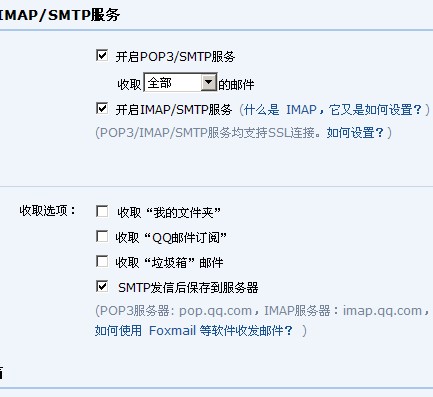 IMAP/SMTP服务
开启POP3/SMTP服务
收取 全部 的邮件
开启IMAP/SMTP服务 (什么是 IMAP，它又是如何设置？)
(POP3/IMAP/SMTP服务均支持SSL连接。如何设置？)
收取选项： 收取“我的文件夹”
收取“QQ邮件订阅”
收取“垃圾箱”邮件
SMTP发信后保存到服务器
(POP3服务器: pop.qq.com，IMAP服务器：imap.qq.com，
如何使用 Foxmail 等软件收发邮件？ )